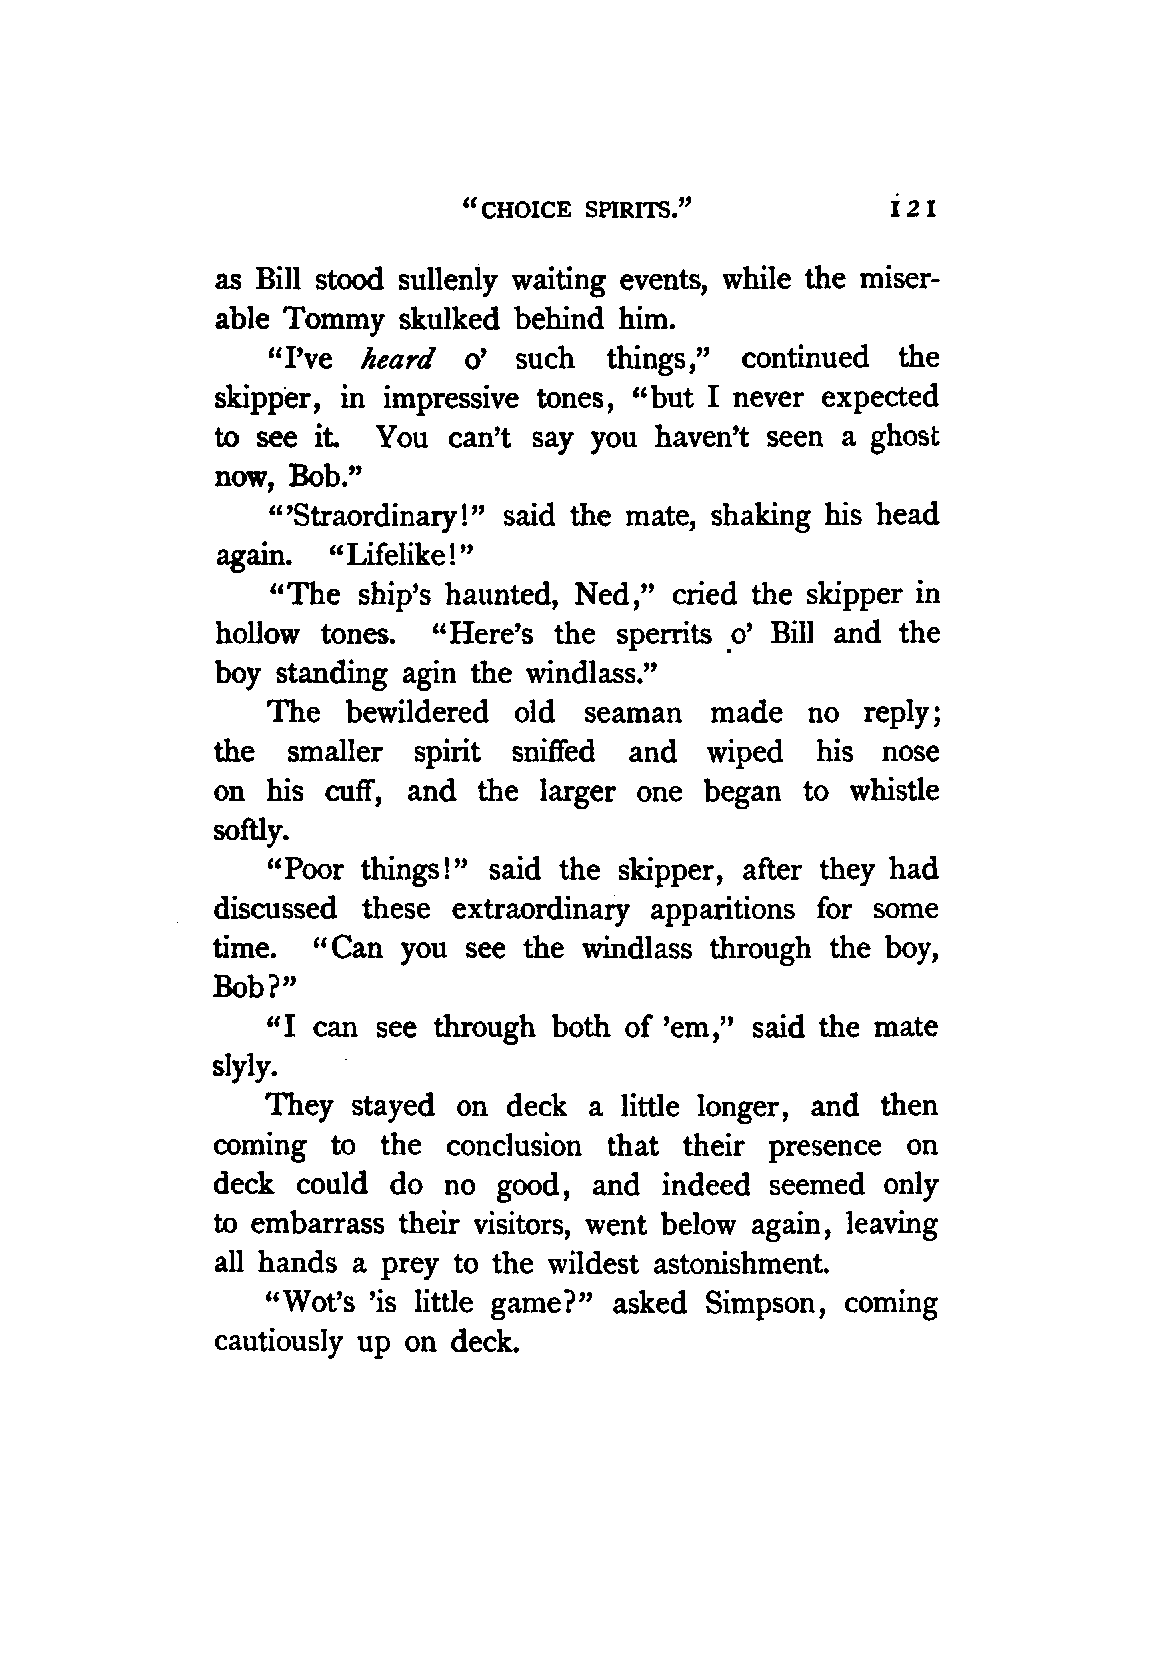 "CHOICE SPIRITS." 121
as Bill stood sullenly waiting events, while the miser-
able Tommy skulked behind him.
"I've heard o' such things," continued the
skipper, in impressive tones, "but I never expected
to see it. You can't say you haven't seen a ghost
now, Bob."
"'Straordinary!" said the mate, shaking his head
again. "Lifelike!"
"The ship's haunted, Ned," cried the skipper in
hollow tones. "Here's the sperrits o' Bill and the
boy standing agin the windlass."
The bewildered old seaman made no reply;
the smaller spirit sniffed and wiped his nose
on his cuff, and the larger one began to whistle
softly.
"Poor things!" said the skipper, after they had
discussed these extraordinary apparitions for some
time. "Can you see the windlass through the boy,
Bob?"
"I can see through both of 'em," said the mate
slyly.
They stayed on deck a little longer, and then
coming to the conclusion that their presence on
deck could do no good, and indeed seemed only
to embarrass their visitors, went below again, leaving
all hands a prey to the wildest astonishment.
"Wot's 'is little game?" asked Simpson, coming
cautiously up on deck.